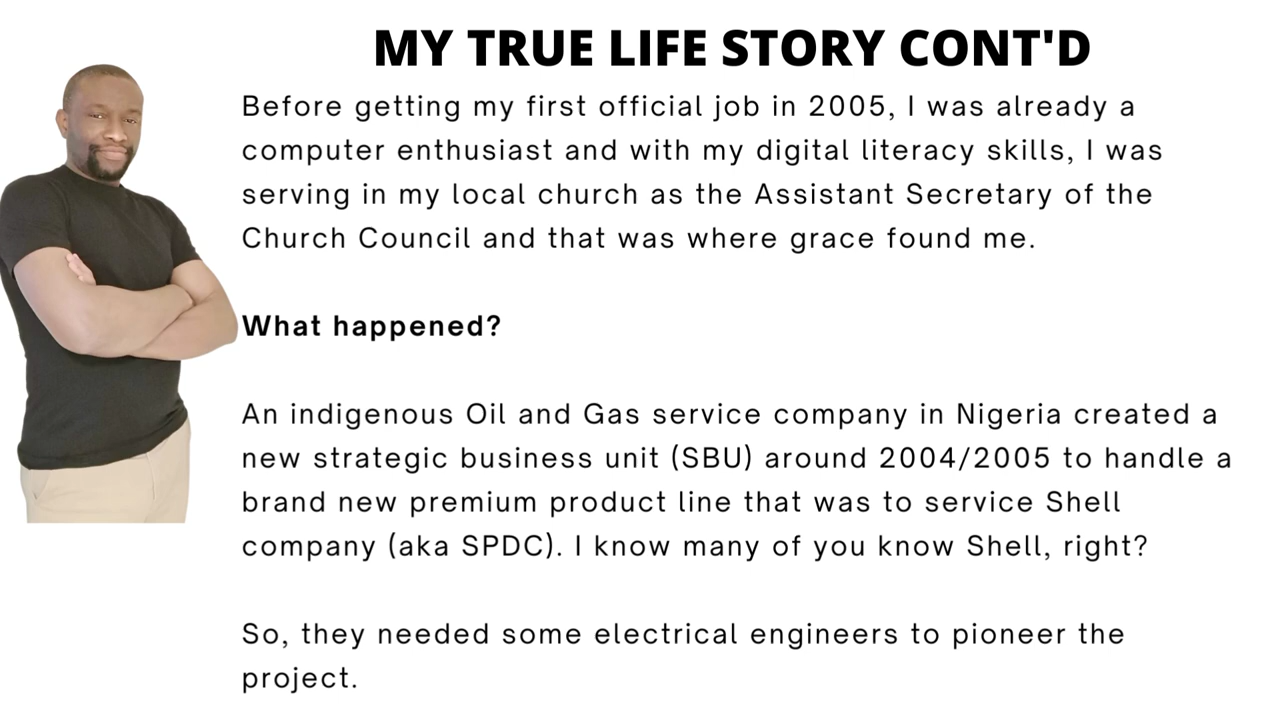 MY TRUE LIFE STORY CONT'D
Before getting my first official job in 2005, I was already a
computer enthusiast and with my digital literacy skills, I was
serving in my local church as the Assistant Secretary of the
Church Council and that was where grace found me.
What happened?
An indigenous Oil and Gas service company in Nigeria created a
new strategic business unit (SBU) around 2004/2005 to handle a
brand new premium product line that was to service Shell
company (aka SPDC). I know many of you know Shell, right?
So, they needed some electrical engineers to pioneer the
project.